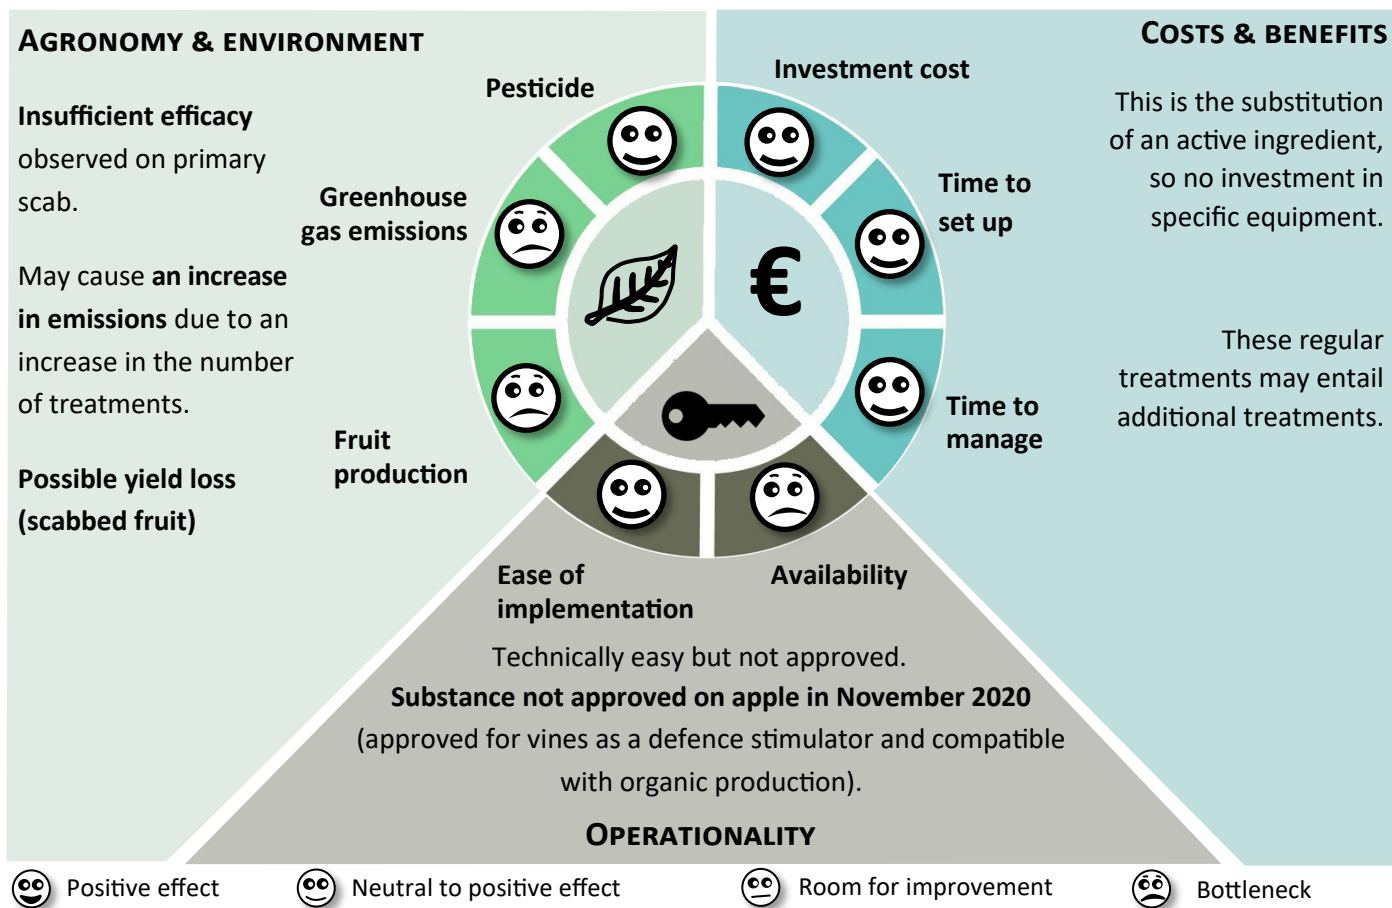 AGRONOMY & ENVIRONMENT
Insufficient efficacy
observed on primary
scab.
May cause an increase
in emissions due to an
increase in the number
of treatments.
Possible yield loss
(scabbed fruit)
Pesticide
Greenhouse
gas emissions
Fruit
production
COSTS & BENEFITS
Investment cost
This is the substitution
of an active ingredient,
so no investment in
specific equipment.
Time to
set up
€
These regular
treatments may entail
additional treatments.
Time to
manage
Ease of
implementation
Availability
Technically easy but not approved.
Substance not approved on apple in November 2020
(approved for vines as a defence stimulator and compatible
with organic production).
OPERATIONALITY
Positive effect
Neutral to positive effect
Room for improvement
Bottleneck